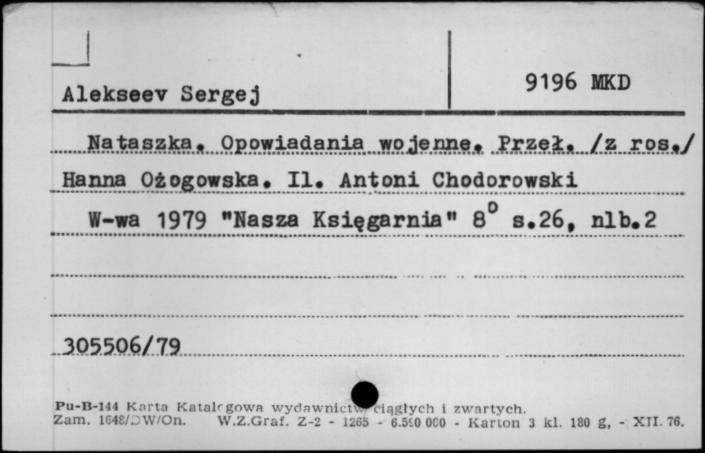 Alekseev Sergej
9196 MKD
Nataszka. Opowiadania wojenne. Przeł. /z ros./
Hanna Ożogowska. Il. Antoni Chodorowski
W-wa 1979 "Nasza Księgarnia" 8° s.26, nlb.2
305506/79
Pu-B-144 Karta Katalogowa wydawnictw ciągłych i zwartych.
Zam. 1648/DW/On. W.Z.Graf. Z-2 - 1265 - 6.590 000 - Karton 3 kl. 180 g, - XII. 76.